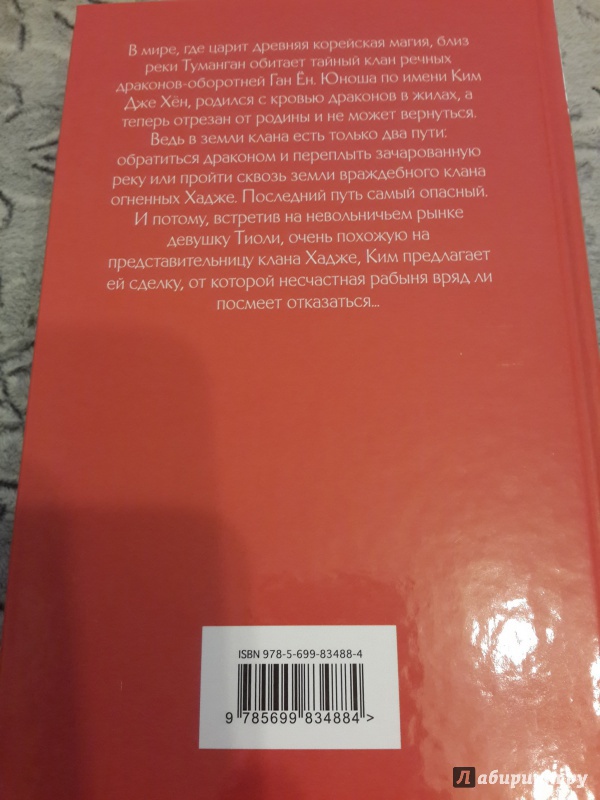 В мире, где царит древняя корейская магия, близ
реки Туманган обитает тайный клан речных
драконов-оборотней Ган Ён. Юноша по имени Ким
Дже Хён, родился с кровью драконов в жилах, а
теперь отрезан от родины и не может вернуться.
Ведь в земли клана есть только два пути:
обратиться драконом и переплыть зачарованную
реку или пройти сквозь земли враждебного клана
огненных Хадже. Последний путь самый опасный.
И потому, встретив на невольничьем рынке
девушку Тиоли, очень похожую на
представительницу клана Хадже, Ким предлагает
ей сделку, от которой несчастная рабыня вряд ли
посмеет отказаться...
ISBN 978-5-699-83488-4
9 785699 834884 >
Лабиринт.ру